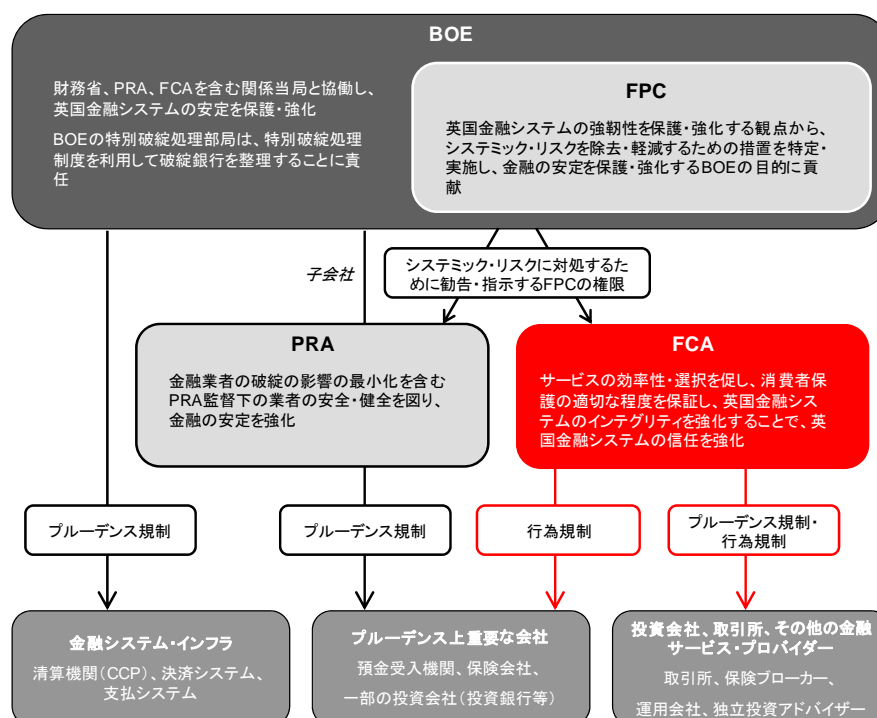 BOE
財務省、PRA、FCAを含む関係当局と協働し、
英国金融システムの安定を保護・強化
BOEの特別破綻処理部局は、特別破綻処理
制度を利用して破綻銀行を整理することに責
任
FPC
英国金融システムの強靭性を保護・強化する観点から、
システミック・リスクを除去・軽減するための措置を特定・
実施し、金融の安定を保護・強化するBOEの目的に貢
献
子会社
システミック・リスクに対処するた
めに勧告・指示するFPCの権限
PRA
金融業者の破綻の影響の最小化を含む
PRA監督下の業者の安全・健全を図り、
金融の安定を強化
FCA
サービスの効率性・選択を促し、消費者保
護の適切な程度を保証し、英国金融シス
テムのインテグリティを強化することで、英
国金融システムの信任を強化
プルーデンス規制
プルーデンス規制
行為規制
プルーデンス規制・
行為規制
金融システム・インフラ
清算機関(CCP)、決済システム、
支払システム
プルーデンス上重要な会社
預金受入機関、保険会社、
一部の投資会社(投資銀行等)
投資会社、取引所、その他の金融
サービス・プロバイダー
取引所、保険ブローカー、
運用会社、独立投資アドバイザー